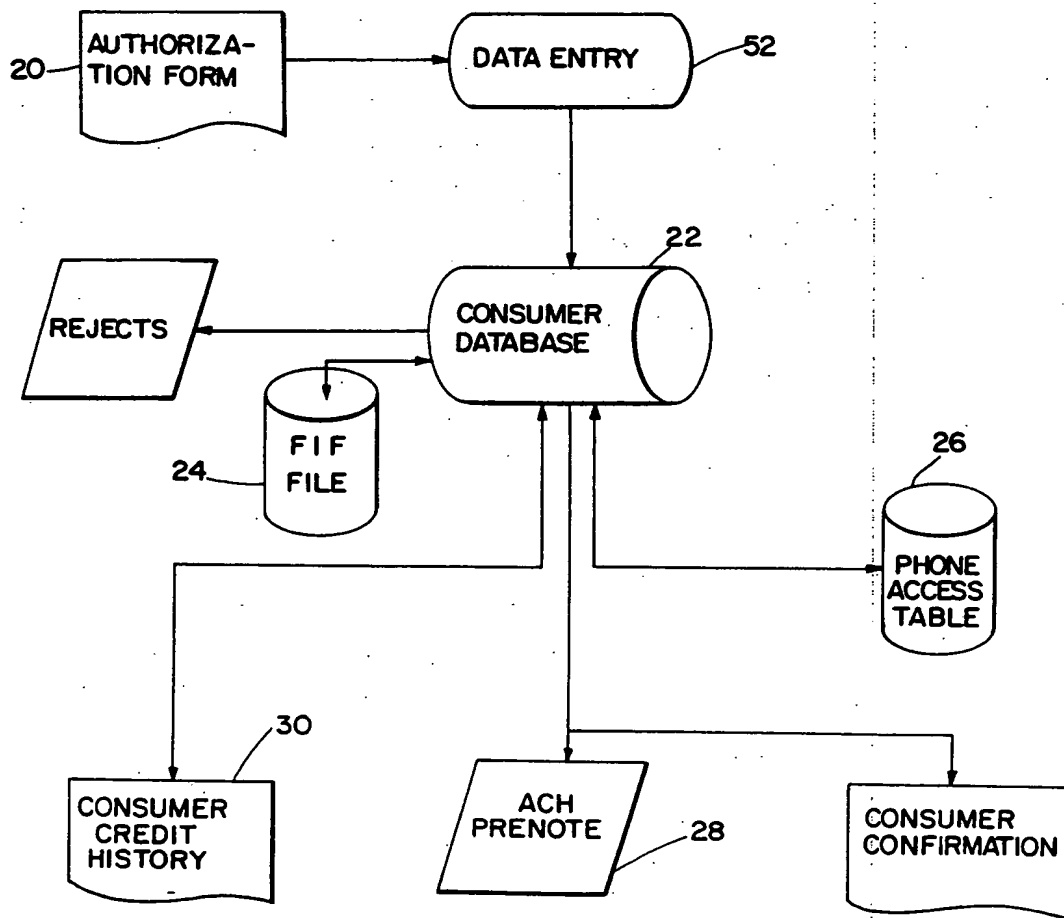 AUTHORIZA-
TION FORM
20
DATA ENTRY
52
22
CONSUMER
DATABASE
REJECTS
FIF
FILE
24
26
PHONE
ACCESS
TABLE
30
CONSUMER
CREDIT
HISTORY
ACH
PRENOTE
28
CONSUMER
CONFIRMATION